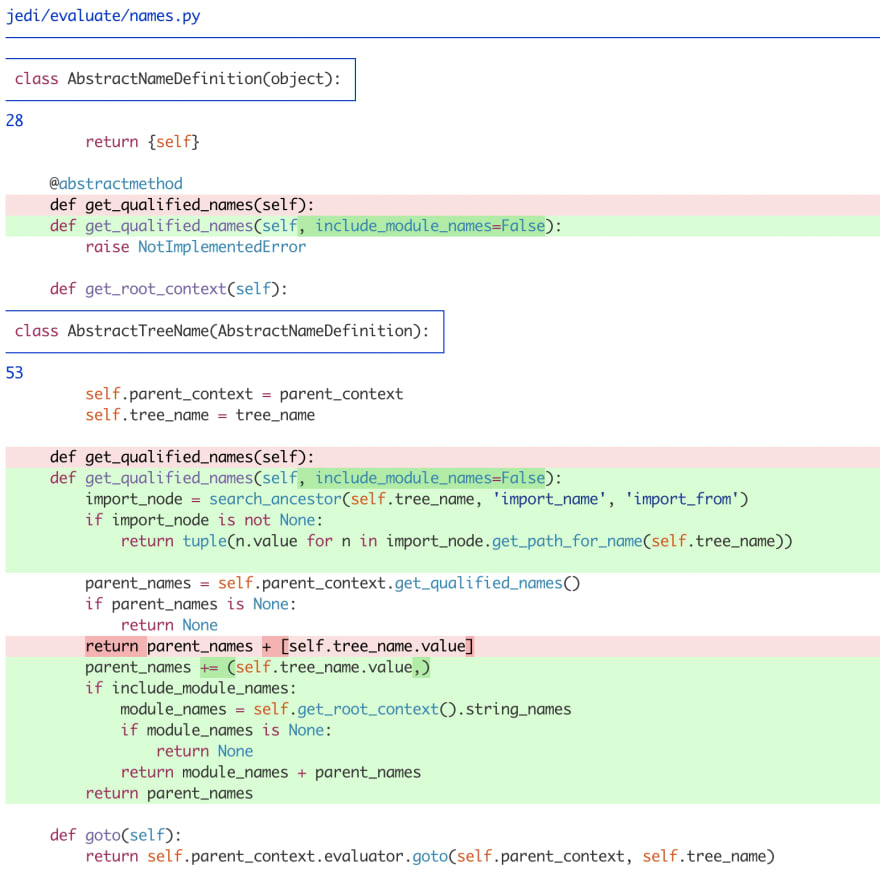 jedi/evaluate/names.py
class AbstractNameDefinition(object):
28
        return {self}
    @abstractmethod
    def get_qualified_names(self):
    def get_qualified_names(self, include_module_names=False):
        raise NotImplementedError
    def get_root_context(self):
class AbstractTreeName(AbstractNameDefinition):
53
        self.parent_context = parent_context
        self.tree_name = tree_name
    def get_qualified_names(self):
    def get_qualified_names(self, include_module_names=False):
        import_node = search_ancestor(self.tree_name, 'import_name', 'import_from')
        if import_node is not None:
            return tuple(n.value for n in import_node.get_path_for_name(self.tree_name))
        parent_names = self.parent_context.get_qualified_names()
        if parent_names is None:
            return None
        return parent_names + [self.tree_name.value]
        parent_names += (self.tree_name.value,)
        if include_module_names:
            module_names = self.get_root_context().string_names
            if module_names is None:
                return None
            return module_names + parent_names
        return parent_names
    def goto(self):
        return self.parent_context.evaluator.goto(self.parent_context, self.tree_name)